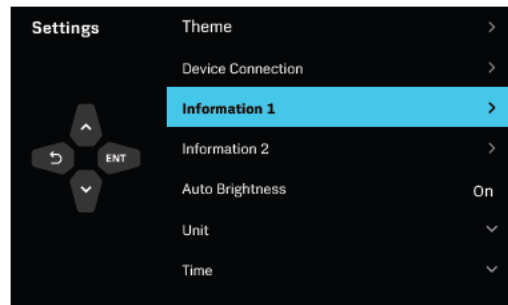 Settings
Theme
Device Connection
Information 1
ENT
Information 2
Auto Brightness On
Unit
Time